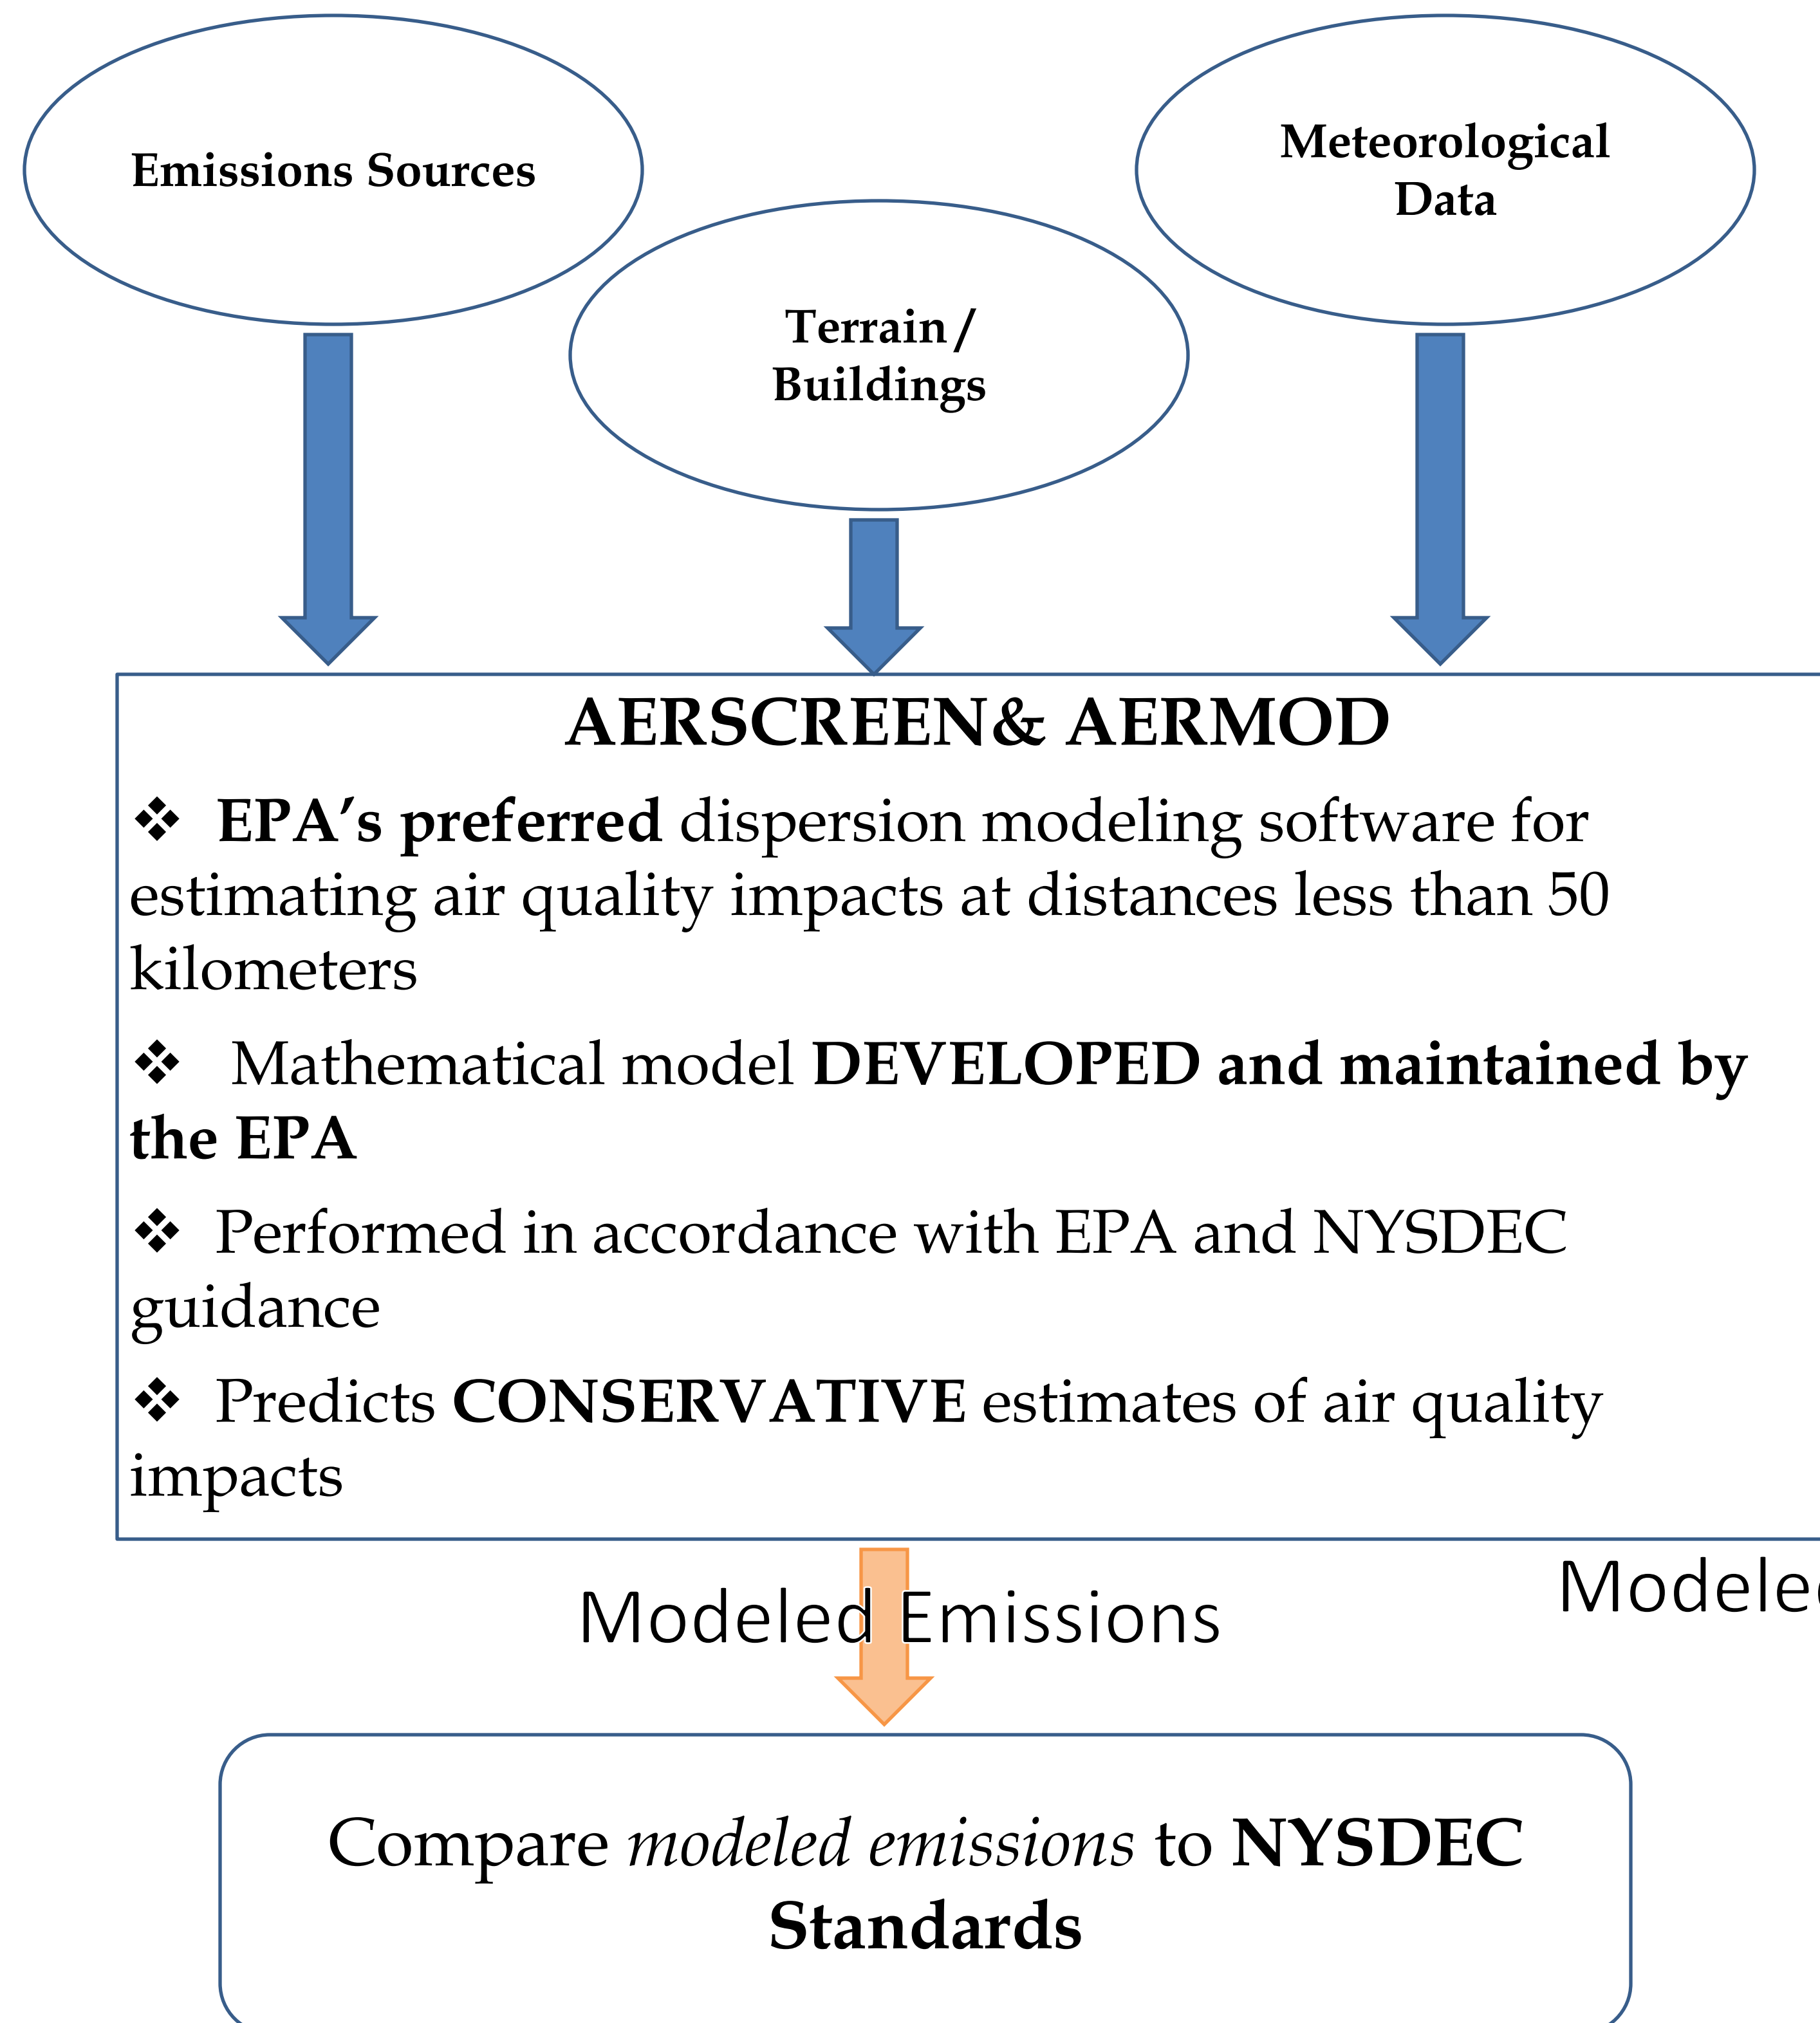 Emissions Sources
Meteorological
Data
Terrain/
Buildings
AERSCREEN& AERMOD
❖ EPA’s preferred dispersion modeling software for
estimating air quality impacts at distances less than 50
kilometers
❖ Mathematical model DEVELOPED and maintained by
the EPA
❖ Performed in accordance with EPA and NYSDEC
guidance
❖ Predicts CONSERVATIVE estimates of air quality
impacts
Modeled Emissions
Compare modeled emissions to NYSDEC
Standards